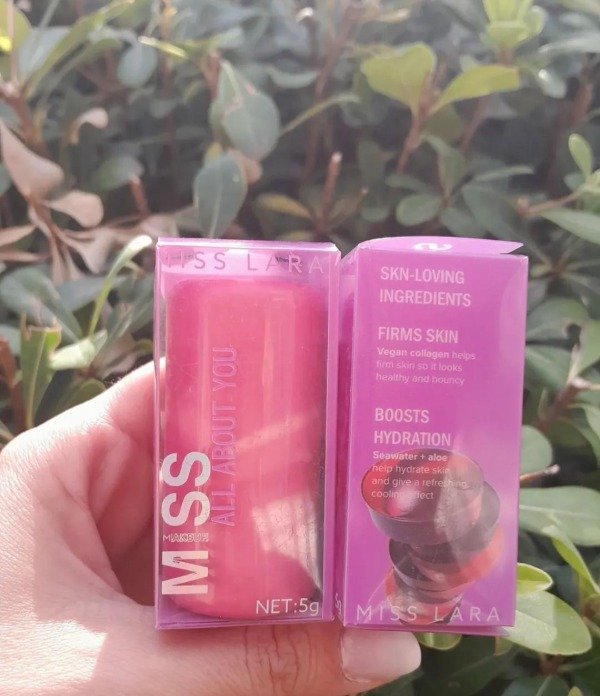 MISS LARA
ALL ABOUT YOU
MISS
MAKEUP
NET:5g
SKN-LOVING
INGREDIENTS
FIRMS SKIN
Vegan collagen helps
firm skin so it looks
healthy and bouncy
BOOSTS
HYDRATION
Seawater + aloe
help hydrate skin
and give a refreshing,
cooling effect
MISS LARA